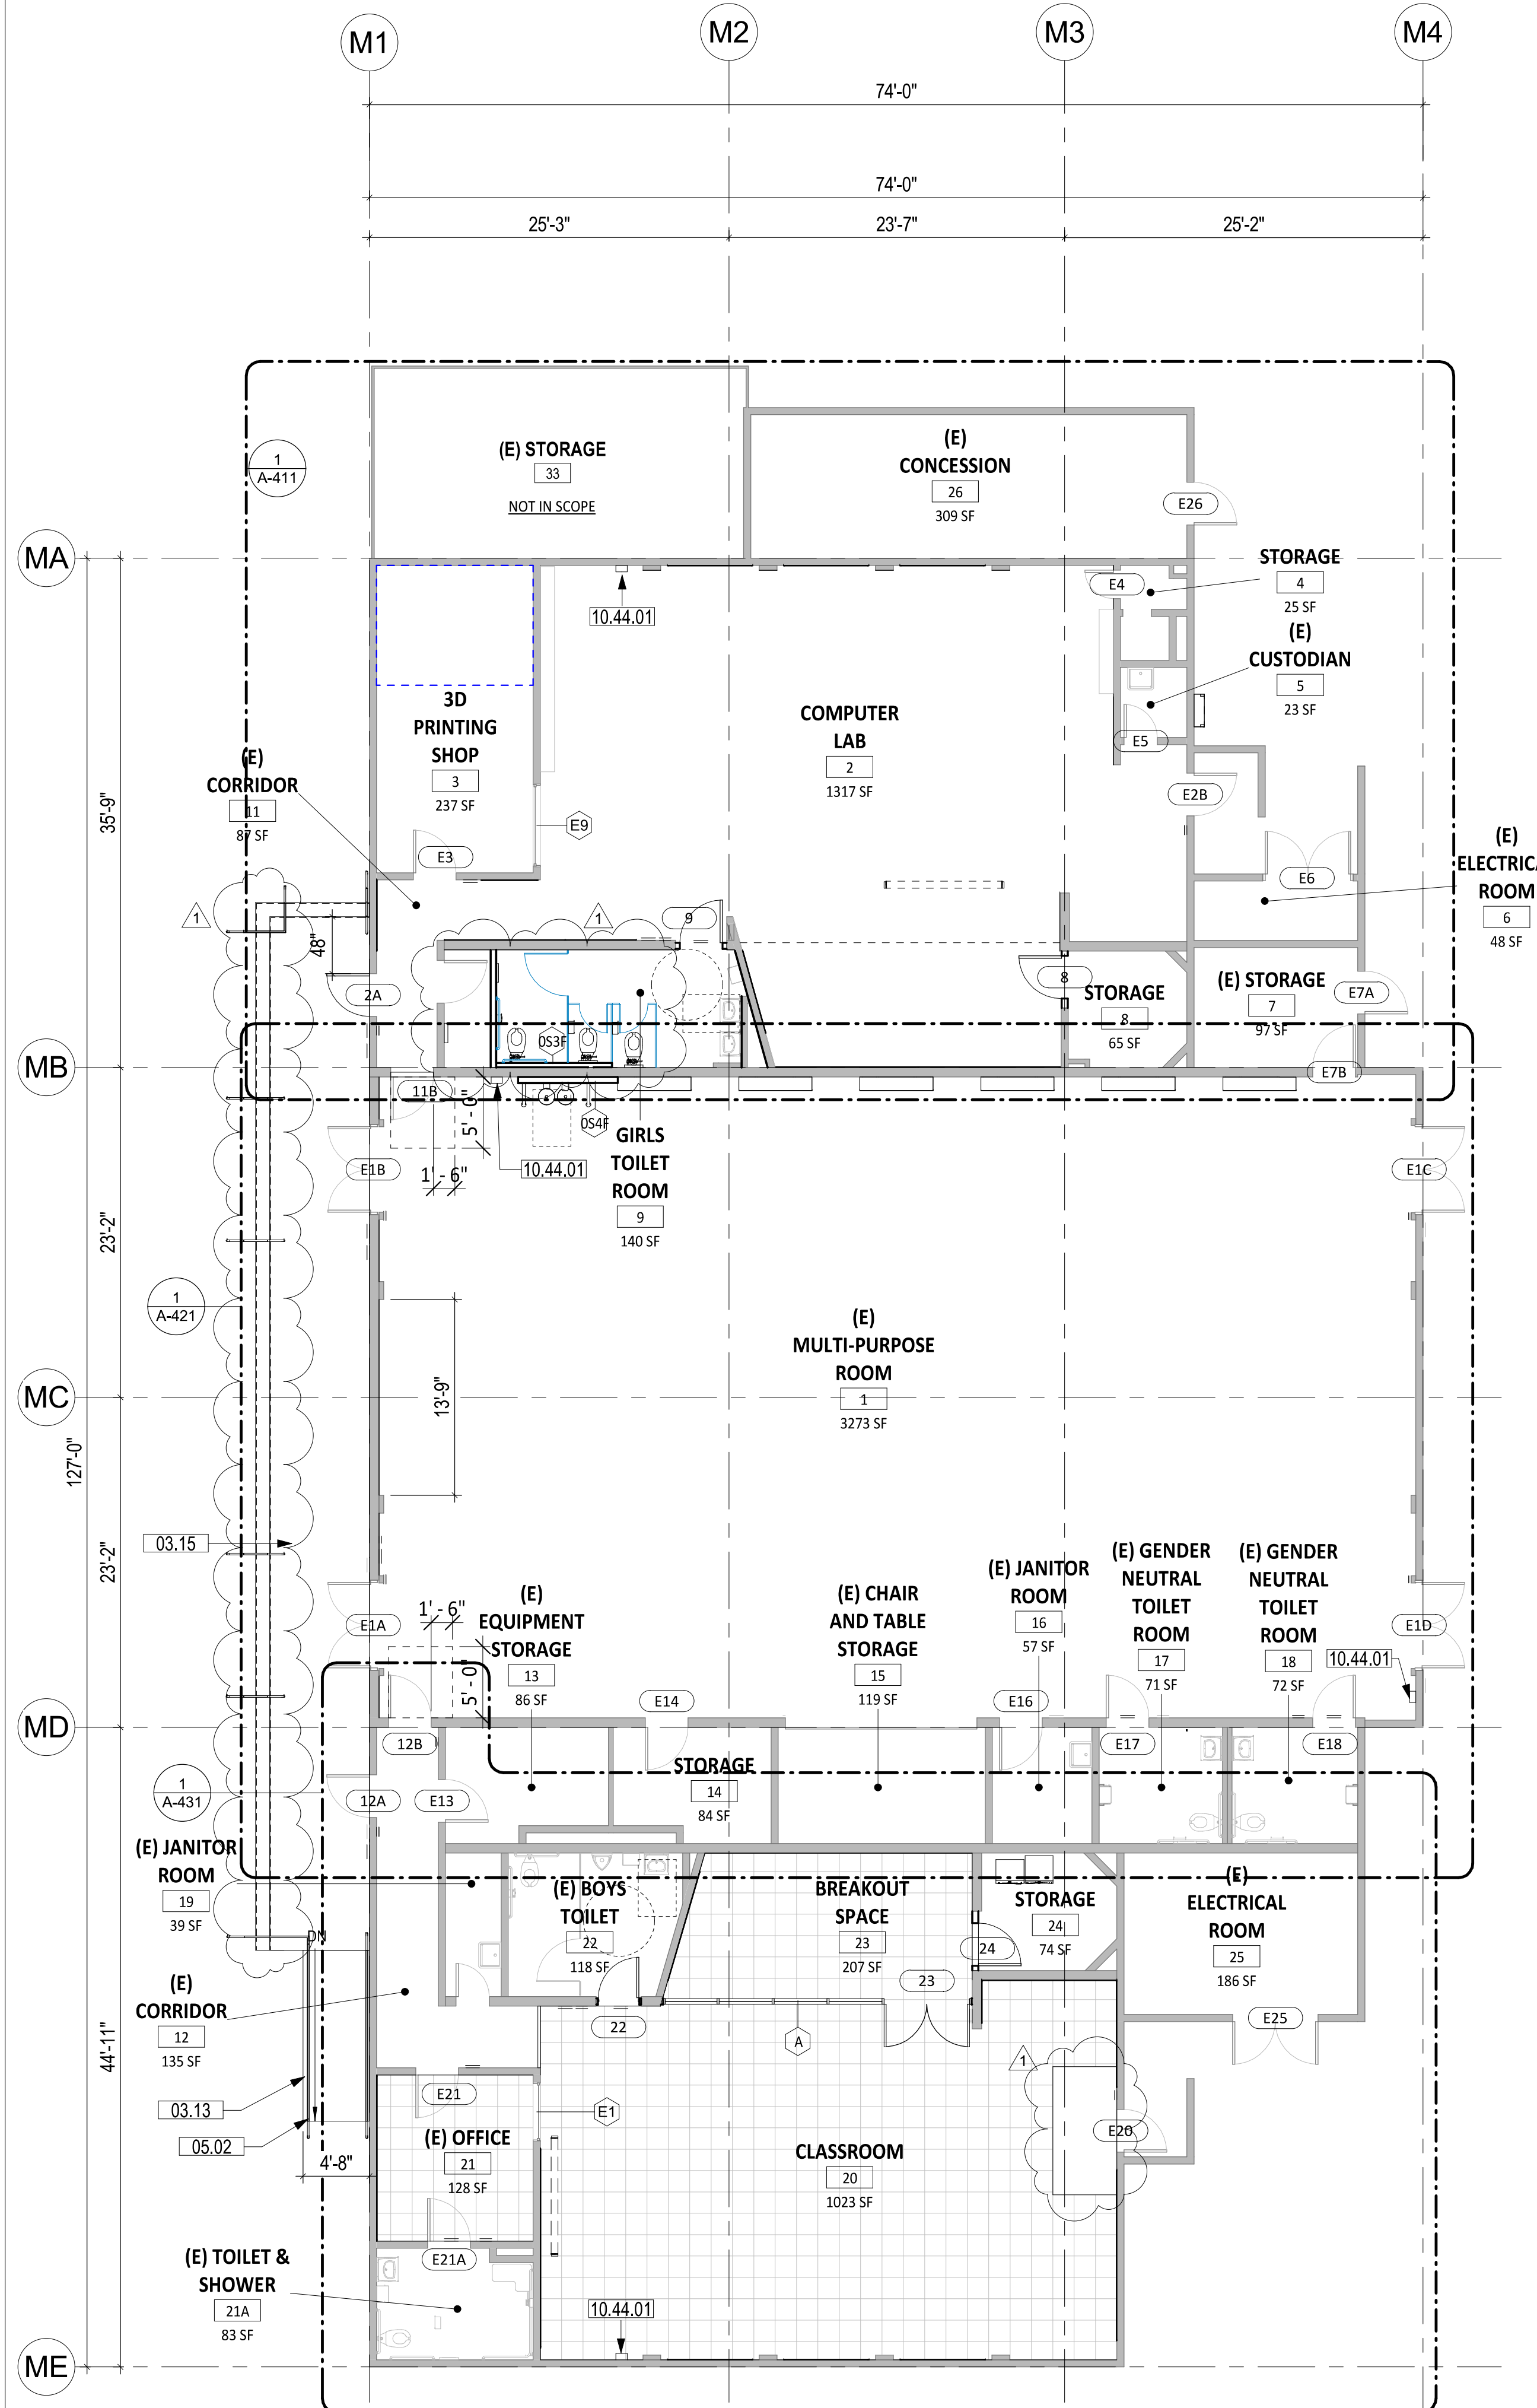 M1
M2
M3
M4
74'-0"
74'-0"
25'-3"
23'-7"
25'-2"
1
A-411
(E) STORAGE
33
NOT IN SCOPE
(E)
CONCESSION
26
309 SF
E26
MA
10.44.01
E4
STORAGE
4
25 SF
(E)
CUSTODIAN
5
23 SF
E5
3D
PRINTING
SHOP
3
237 SF
COMPUTER
LAB
2
1317 SF
E2B
(E)
CORRIDOR
11
87 SF
35'-9"
E9
E3
E6
(E)
ELECTRICA
ROOM
6
48 SF
1
1
9
48"
2A
8
STORAGE
8
65 SF
(E) STORAGE
7
97 SF
E7A
0S3F
MB
E7B
11B
5' - 0"
0S4F
1' - 6"
10.44.01
GIRLS
TOILET
ROOM
9
140 SF
E1B
E1C
23'-2"
1
A-421
(E)
MULTI-PURPOSE
ROOM
1
3273 SF
13'-9"
MC
127'-0"
03.15
23'-2"
E1A
1' - 6"
5' - 0"
(E)
EQUIPMENT
STORAGE
13
86 SF
(E) CHAIR
AND TABLE
STORAGE
15
119 SF
(E) JANITOR
ROOM
16
57 SF
(E) GENDER
NEUTRAL
TOILET
ROOM
17
71 SF
(E) GENDER
NEUTRAL
TOILET
ROOM
18
72 SF
E1D
10.44.01
E14
E16
MD
12B
E17
E18
1
A-431
12A
E13
STORAGE
14
84 SF
(E) JANITOR
ROOM
19
39 SF
(E) BOYS
TOILET
22
118 SF
BREAKOUT
SPACE
23
207 SF
STORAGE
24
74 SF
24
(E)
ELECTRICAL
ROOM
25
186 SF
DN
(E)
CORRIDOR
12
135 SF
23
22
A
E25
44'-11"
1
E21
E1
03.13
05.02
4'-8"
(E) OFFICE
21
128 SF
CLASSROOM
20
1023 SF
E20
E21A
(E) TOILET &
SHOWER
21A
83 SF
10.44.01
ME